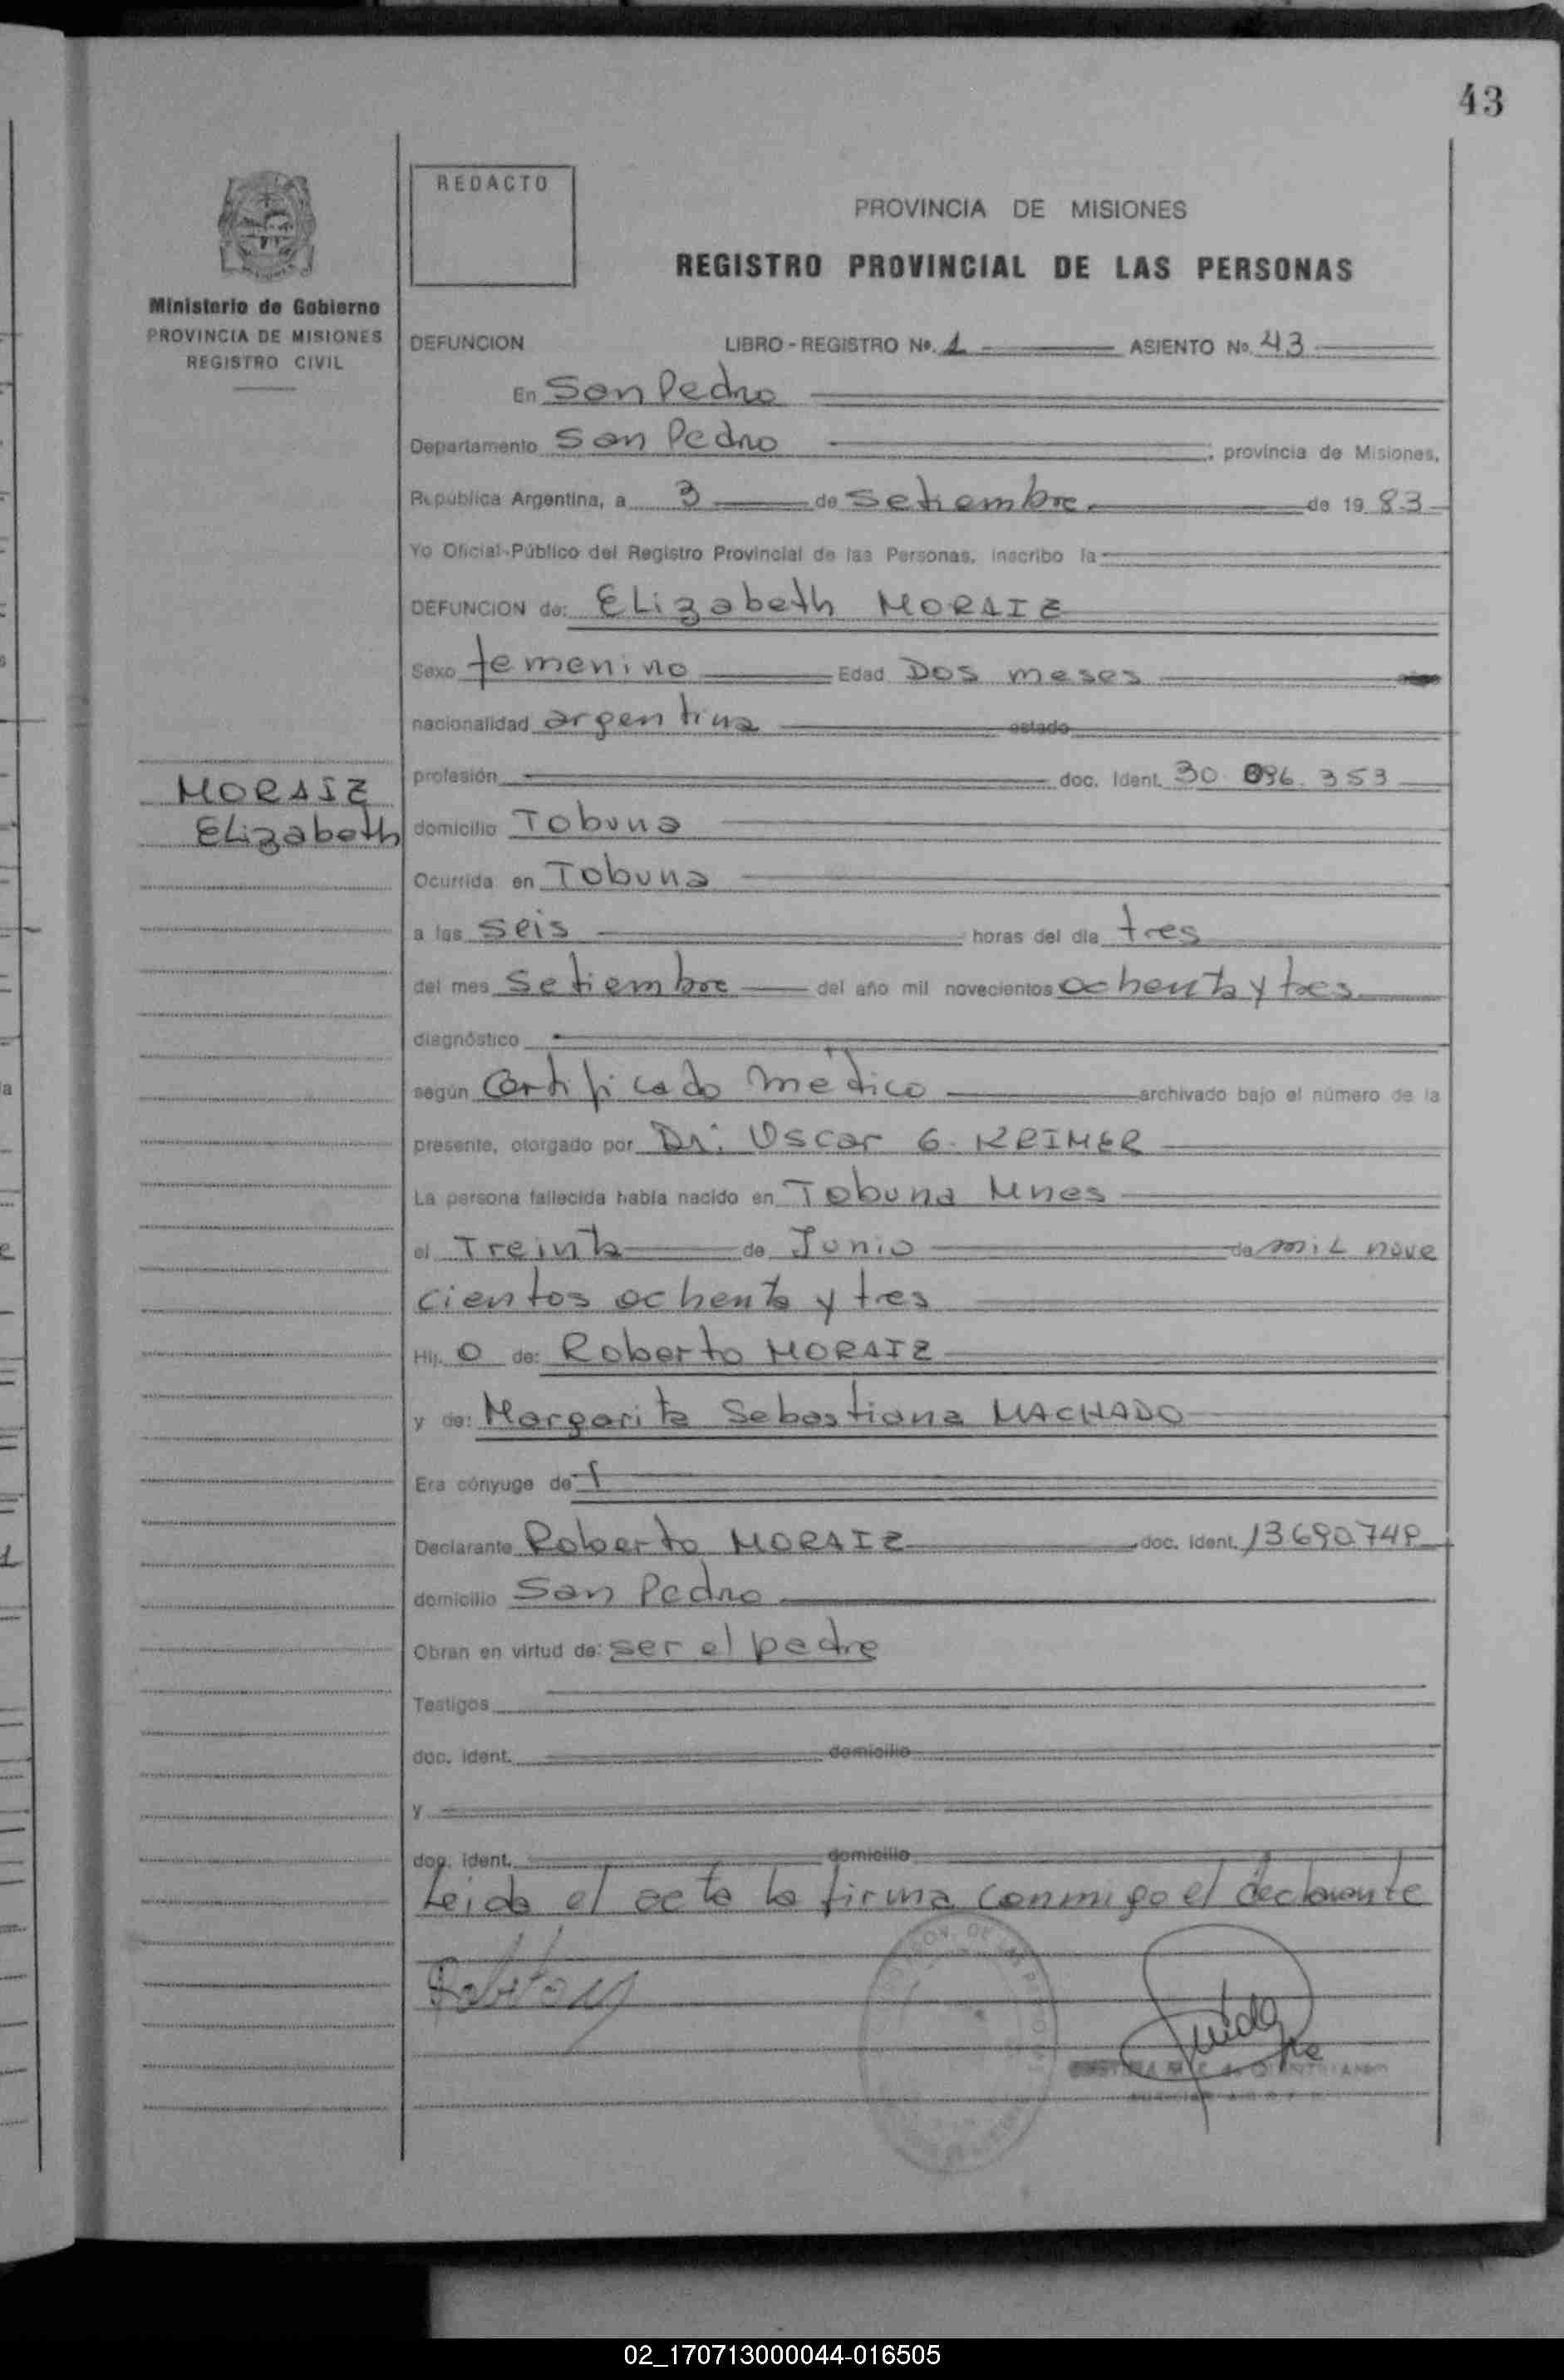 43
REDACTO
PROVINCIA DE MISIONES
REGISTRO PROVINCIAL DE LAS PERSONAS
Ministerio de Gobierno
PROVINCIA DE MISIONES
REGISTRO CIVIL
DEFUNCION LIBRO - REGISTRO Nº. 1 ASIENTO No. 43
En San Pedro
Departamento San Pedro, provincia de Misiones,
República Argentina, a 3 de Setiembre de 19 83
Yo Oficial Público del Registro Provincial de las Personas, inscribo la
DEFUNCION de: ELizabeth MORAIZ
Sexo femenino Edad Dos meses
nacionalidad argentina estado
MORAIZ
ELizabeth
profesión doc. Ident. 30.096.353
domicilio Tobuna
Ocurrida en Tobuna
a las seis horas del día tres
del mes Setiembre del año mil novecientos ochenta y tres
diagnóstico
según Certificado médico archivado bajo el número de la
presente, otorgado por Dr. Oscar G. KRIMER
La persona fallecida había nacido en Tobuna Mnes
el Treinta de Junio de mil nove
cientos ochenta y tres
Hij o de: Roberto MORAIZ
y de: Margarita Sebastiana MACHADO
Era cónyuge de
Declarante Roberto MORAIZ doc. Ident. 13690748
domicilio San Pedro
Obran en virtud de: ser el padre
Testigos
doc. Ident. domicilio
y
doc. Ident. domicilio
Leida el acta la firma conmigo el declarante
02_170713000044-016505